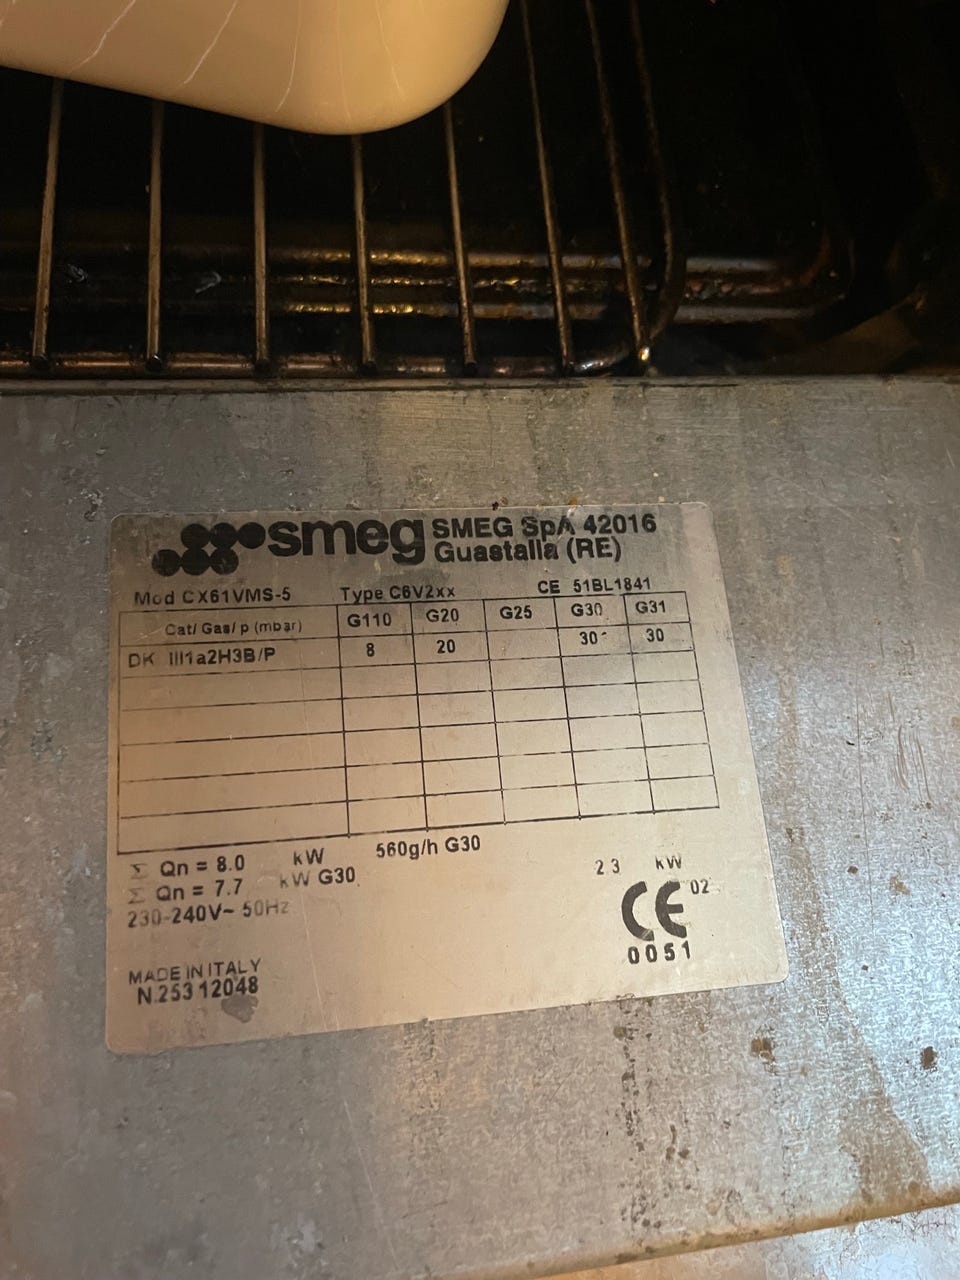 smeg SMEG SpA 42016
Guastalla (RE)
Mod CX61VMS-5 Type C6V2xx CE 51BL1841
Cat/ Gas/ p (mbar) G110 G20 G25 G30 G31
DK III1a2H3B/P 8 20 30 30
Σ Qn = 8.0 kW 560g/h G30
Σ Qn = 7.7 kW G30
2 3 kW
230-240V~ 50Hz
CE 02
0051
MADE IN ITALY
N.253 12048